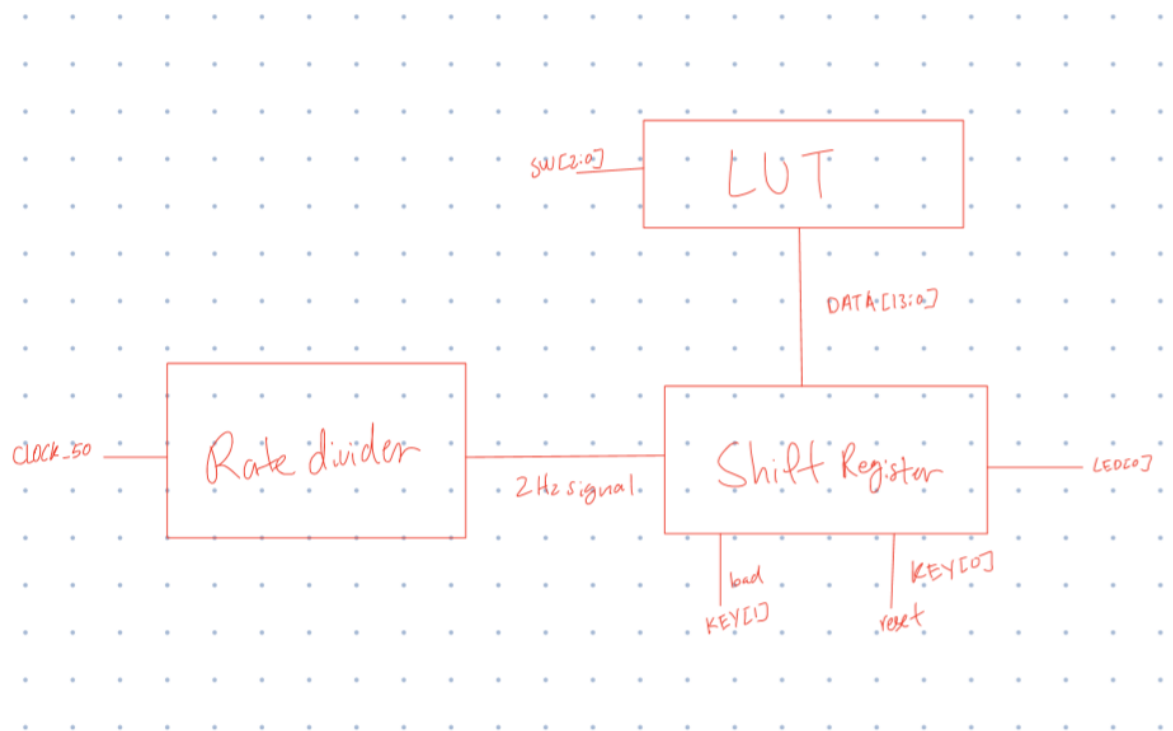 SW[2:0]
LUT
DATA[13:0]
CLOCK_50
Rate divider
2Hz signal
Shift Register
LED[0]
load
KEY[1]
KEY[0]
reset